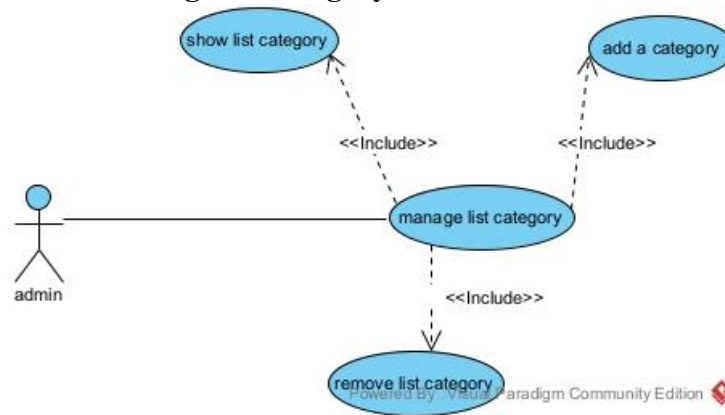 show list category
add a category
<<Include>>
<<Include>>
manage list category
admin
<<Include>>
remove list category
Powered By: Visual Paradigm Community Edition